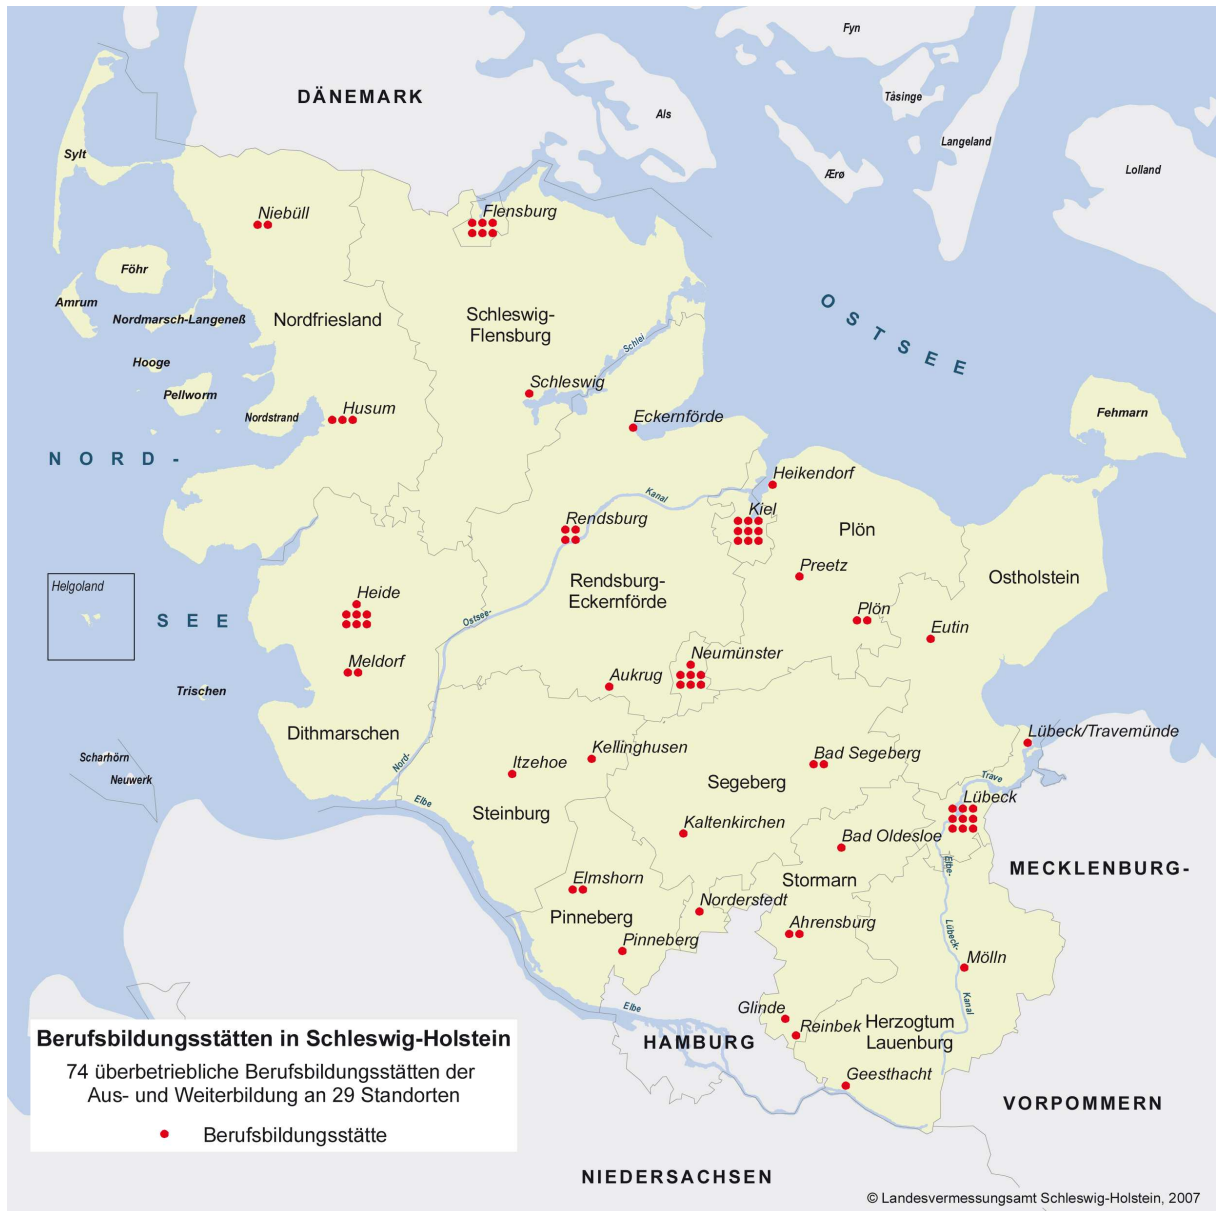 Fyn
DÄNEMARK
Tåsinge
Als
Langeland
Sylt
Ærø
Lolland
Niebüll
Flensburg
Föhr
Amrum
Nordmarsch-Langeneß
Nordfriesland
Schleswig-
Flensburg
OSTSEE
Schlei
Hooge
Pellworm
Schleswig
Nordstrand
Husum
Eckernförde
Fehmarn
NORD-
Heikendorf
Kanal
Kiel
Rendsburg
Plön
Preetz
Ostholstein
Rendsburg-
Eckernförde
Helgoland
Heide
Plön
SEE
Ostsee-
Eutin
Neumünster
Meldorf
Aukrug
Trischen
Dithmarschen
Lübeck/Travemünde
Kellinghusen
Bad Segeberg
Scharhörn
Neuwerk
Nord-
Itzehoe
Segeberg
Trave
Elbe
Steinburg
Lübeck
Kaltenkirchen
Bad Oldesloe
Elbe-
MECKLENBURG-
Elmshorn
Stormarn
Norderstedt
Pinneberg
Ahrensburg
Lübeck-
Pinneberg
Mölln
Kanal
Elbe
Glinde
Reinbek
Herzogtum
Lauenburg
HAMBURG
Geesthacht
VORPOMMERN
Berufsbildungsstätten in Schleswig-Holstein
74 überbetriebliche Berufsbildungsstätten der
Aus- und Weiterbildung an 29 Standorten
Berufsbildungsstätte
NIEDERSACHSEN
© Landesvermessungsamt Schleswig-Holstein, 2007